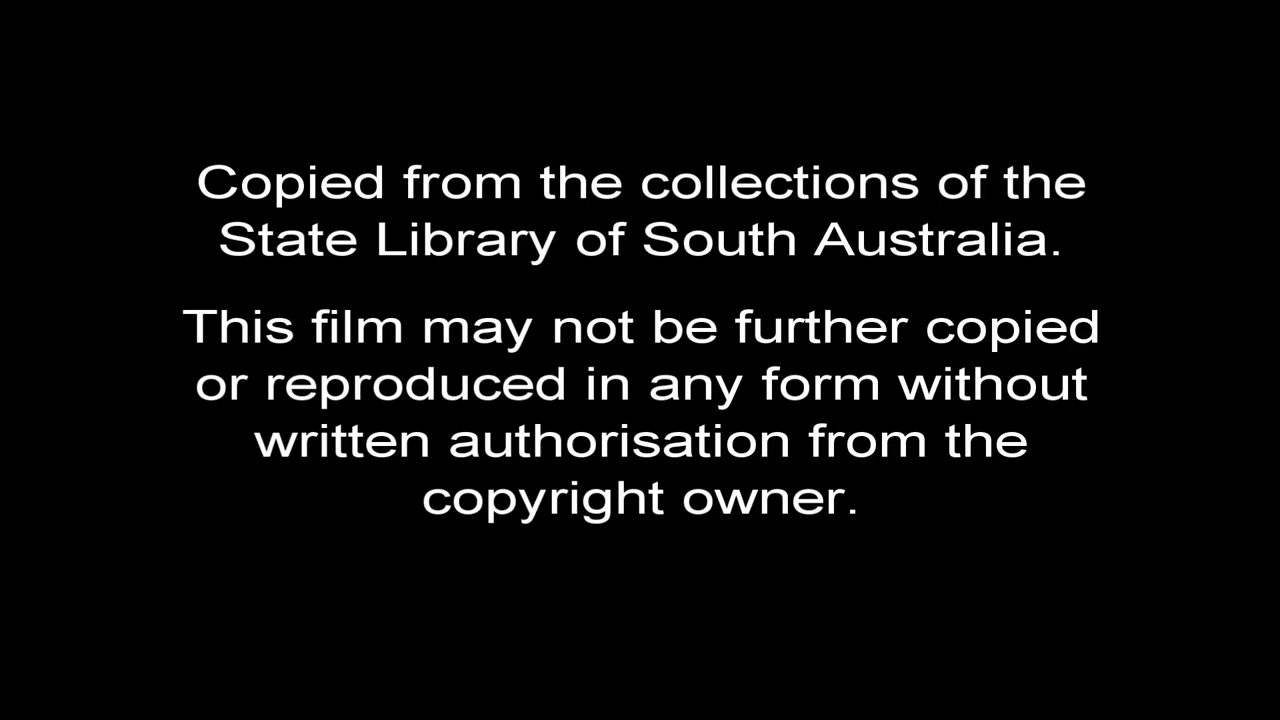 Copied from the collections of the
State Library of South Australia.
This film may not be further copied
or reproduced in any form without
written authorisation from the
copyright owner.